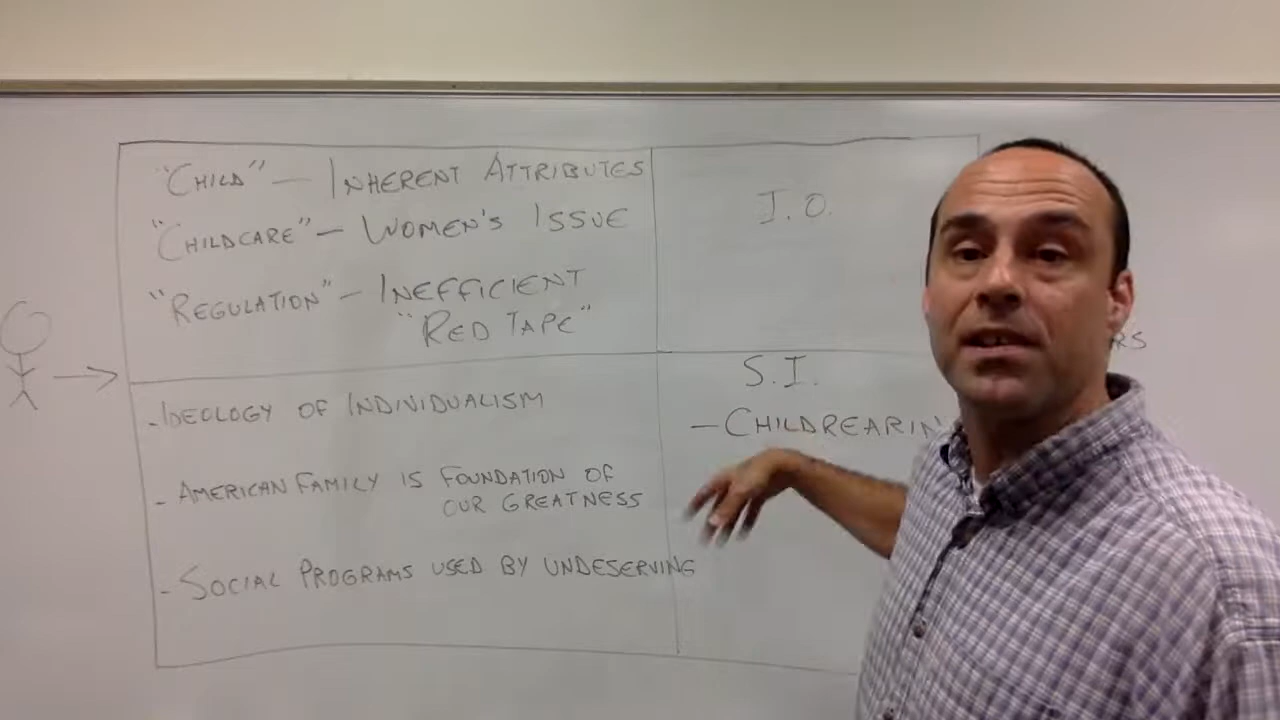 "CHILD" — INHERENT ATTRIBUTES
"CHILDCARE" — WOMEN'S ISSUE
"REGULATION" — INEFFICIENT
"RED TAPE"
I.O.
- IDEOLOGY OF INDIVIDUALISM
- AMERICAN FAMILY IS FOUNDATION OF
OUR GREATNESS
- SOCIAL PROGRAMS USED BY UNDESERVING
S.I.
— CHILDREARIN
RS